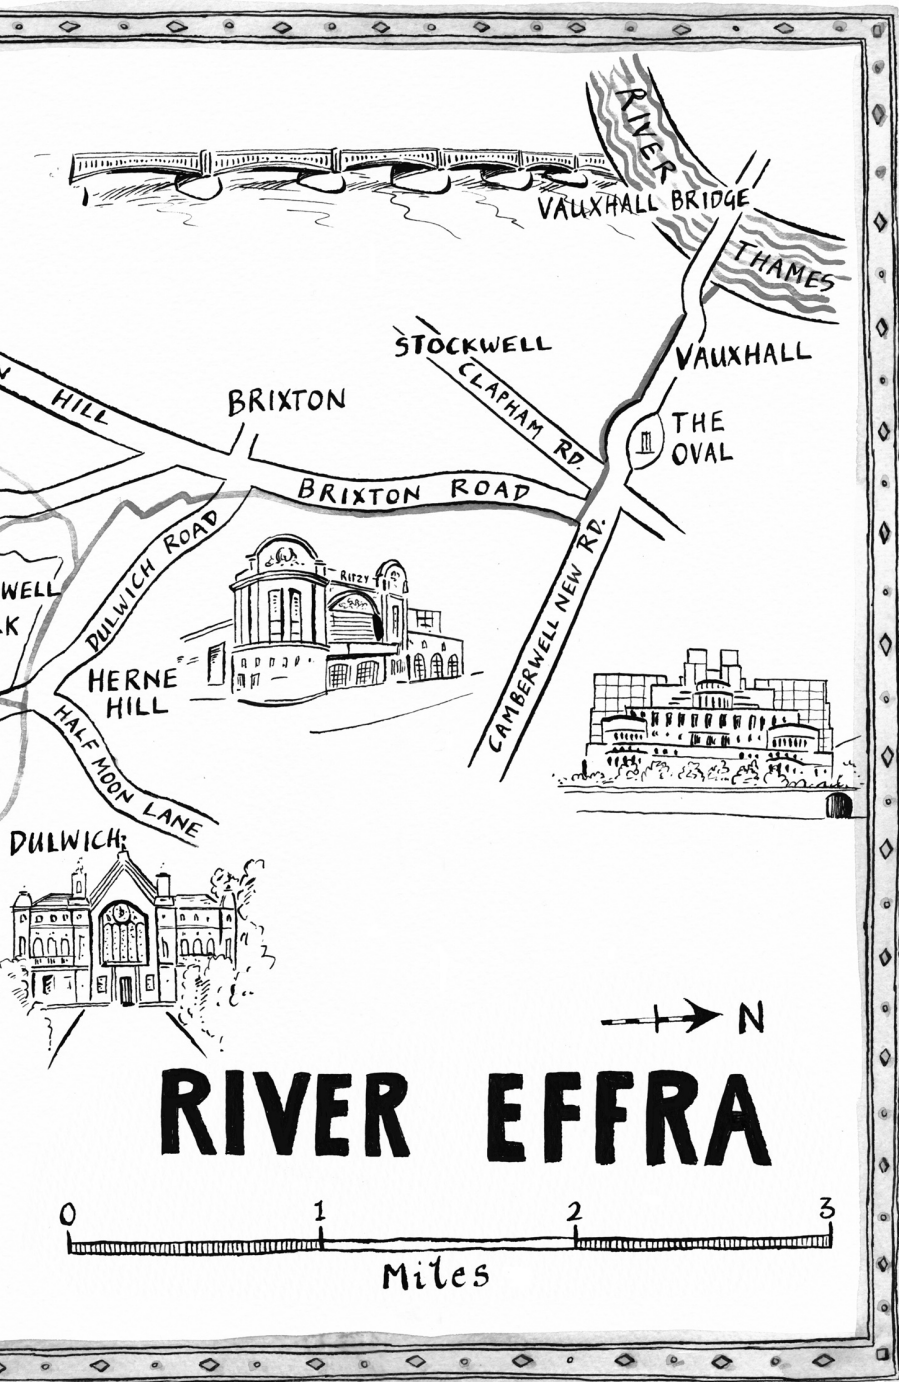 RIVER
VAUXHALL BRIDGE
THAMES
STOCKWELL
VAUXHALL
CLAPHAM RD.
THE
OVAL
HILL
BRIXTON
BRIXTON ROAD
DULWICH ROAD
RITZY
CAMBERWELL NEW RD.
WELL
K
HERNE
HILL
HALF MOON LANE
DULWICH
N
RIVER EFFRA
0 1 2 3
Miles